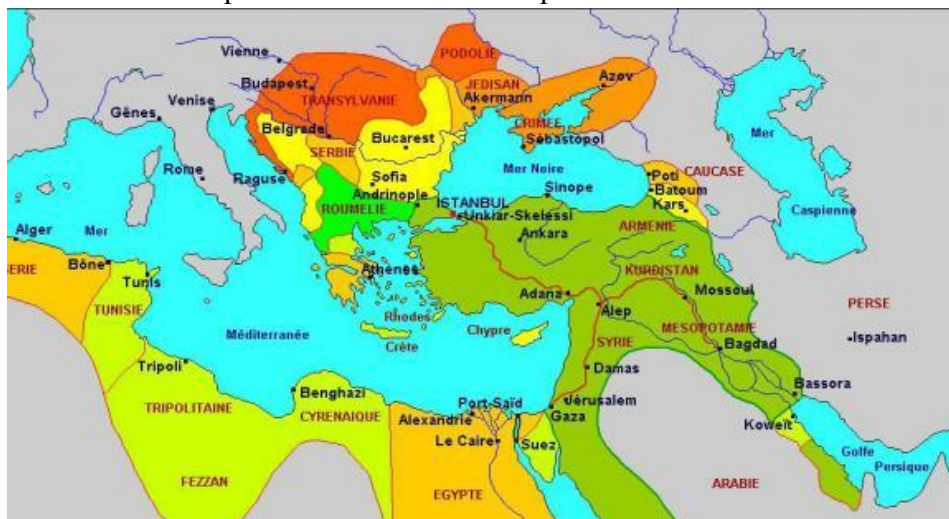 Vienne
PODOLIE
Budapest
TRANSYLVANIE
JEDISAN
Azov
Akermann
Gênes
Venise
Mer
Belgrade
Bucarest
CRIMEE
Sébastopol
SERBIE
Rome
Raguse
Sofia
Mer Noire
Poti
CAUCASE
Andrinople
ISTANBUL
Sinope
Batoum
Kars
Caspienne
ROUMELIE
Unkiar-Skelessi
ARMENIE
Alger
Mer
Ankara
Bône
ERIE
Tunis
Athènes
KURDISTAN
Adana
Mossoul
PERSE
TUNISIE
Rhodes
Alep
Méditerranée
Chypre
MESOPOTAMIE
Ispahan
Crète
SYRIE
Bagdad
Tripoli
Damas
Bassora
Benghazi
Port-Saïd
Jérusalem
TRIPOLITAINE
CYRENAIQUE
Alexandrie
Gaza
Koweit
Le Caire
Suez
Golfe
Persique
FEZZAN
EGYPTE
ARABIE